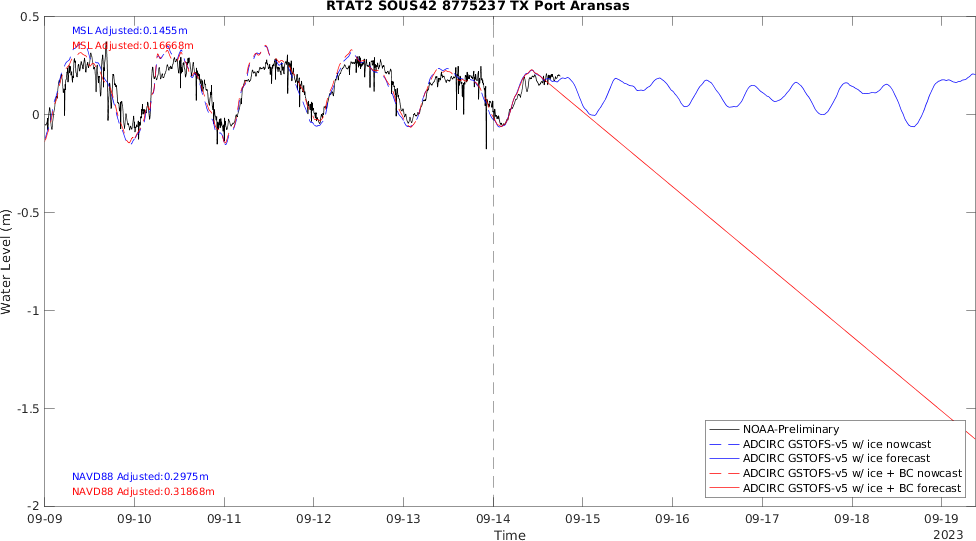 RTAT2 SOUS42 8775237 TX Port Aransas
MSL Adjusted:0.1455m
MSL Adjusted:0.16668m
0.5
0
-0.5
-1
-1.5
-2
Water Level (m)
NAVD88 Adjusted:0.2975m
NAVD88 Adjusted:0.31868m
NOAA-Preliminary
ADCIRC GSTOFS-v5 w/ ice nowcast
ADCIRC GSTOFS-v5 w/ ice forecast
ADCIRC GSTOFS-v5 w/ ice + BC nowcast
ADCIRC GSTOFS-v5 w/ ice + BC forecast
09-09 09-10 09-11 09-12 09-13 09-14 09-15 09-16 09-17 09-18 09-19
Time
2023